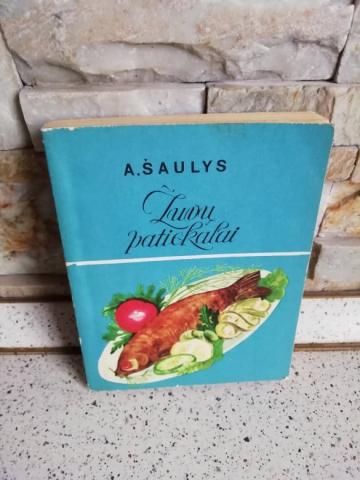 A. ŠAULYS
Žuvų
patiekalai